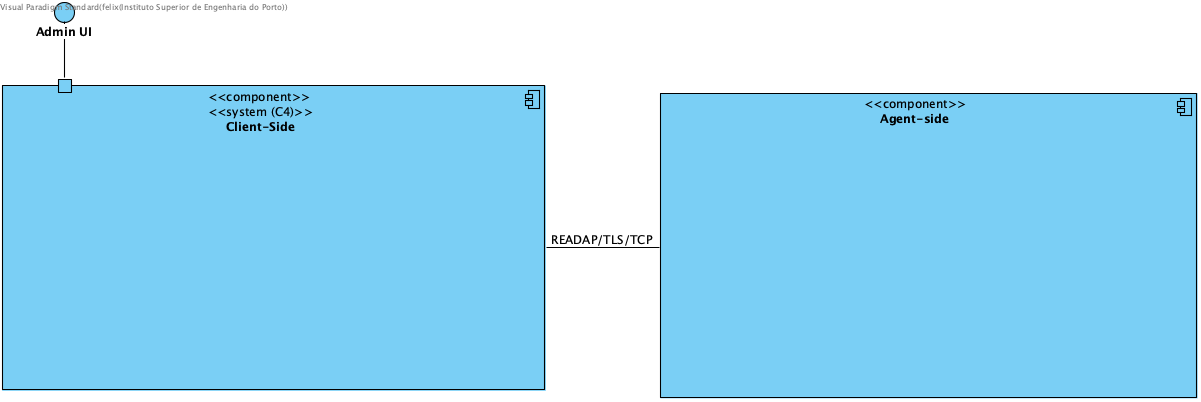 Visual Paradigm Standard(felix(Instituto Superior de Engenharia do Porto))
Admin UI
<<component>>
<<system (C4)>>
Client-Side
<<component>>
Agent-side
READAP/TLS/TCP